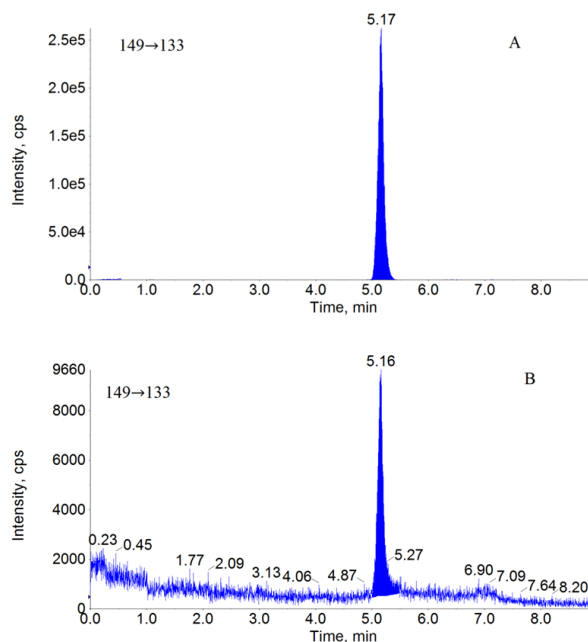 5.17
2.5e5
149→133
A
2.0e5
1.5e5
Intensity, cps
1.0e5
5.0e4
0.0
0.0 1.0 2.0 3.0 4.0 5.0 6.0 7.0 8.0
Time, min
5.16
9660
149→133
B
8000
6000
Intensity, cps
4000
2000
0.23 0.45 1.77 2.09 3.13 4.06 4.87 5.27 6.90 7.09 7.64 8.20
0
0.0 1.0 2.0 3.0 4.0 5.0 6.0 7.0 8.0
Time, min